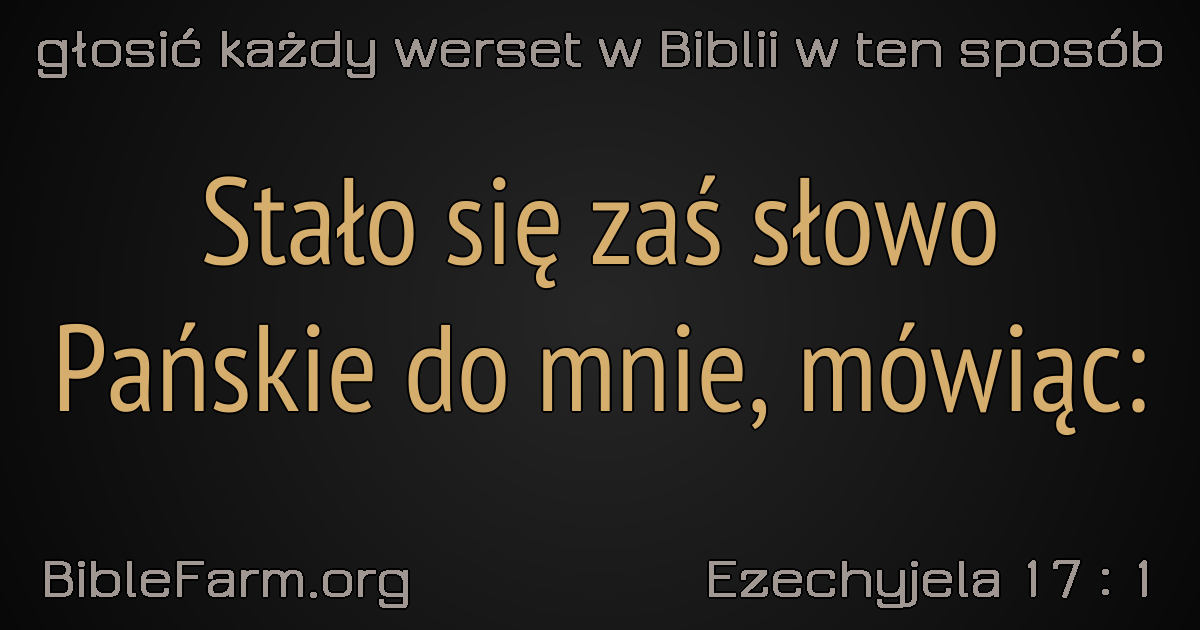 głosić każdy werset w Biblii w ten sposób
Stało się zaś słowo
Pańskie do mnie, mówiąc:
BibleFarm.org
Ezechyjela 17 : 1